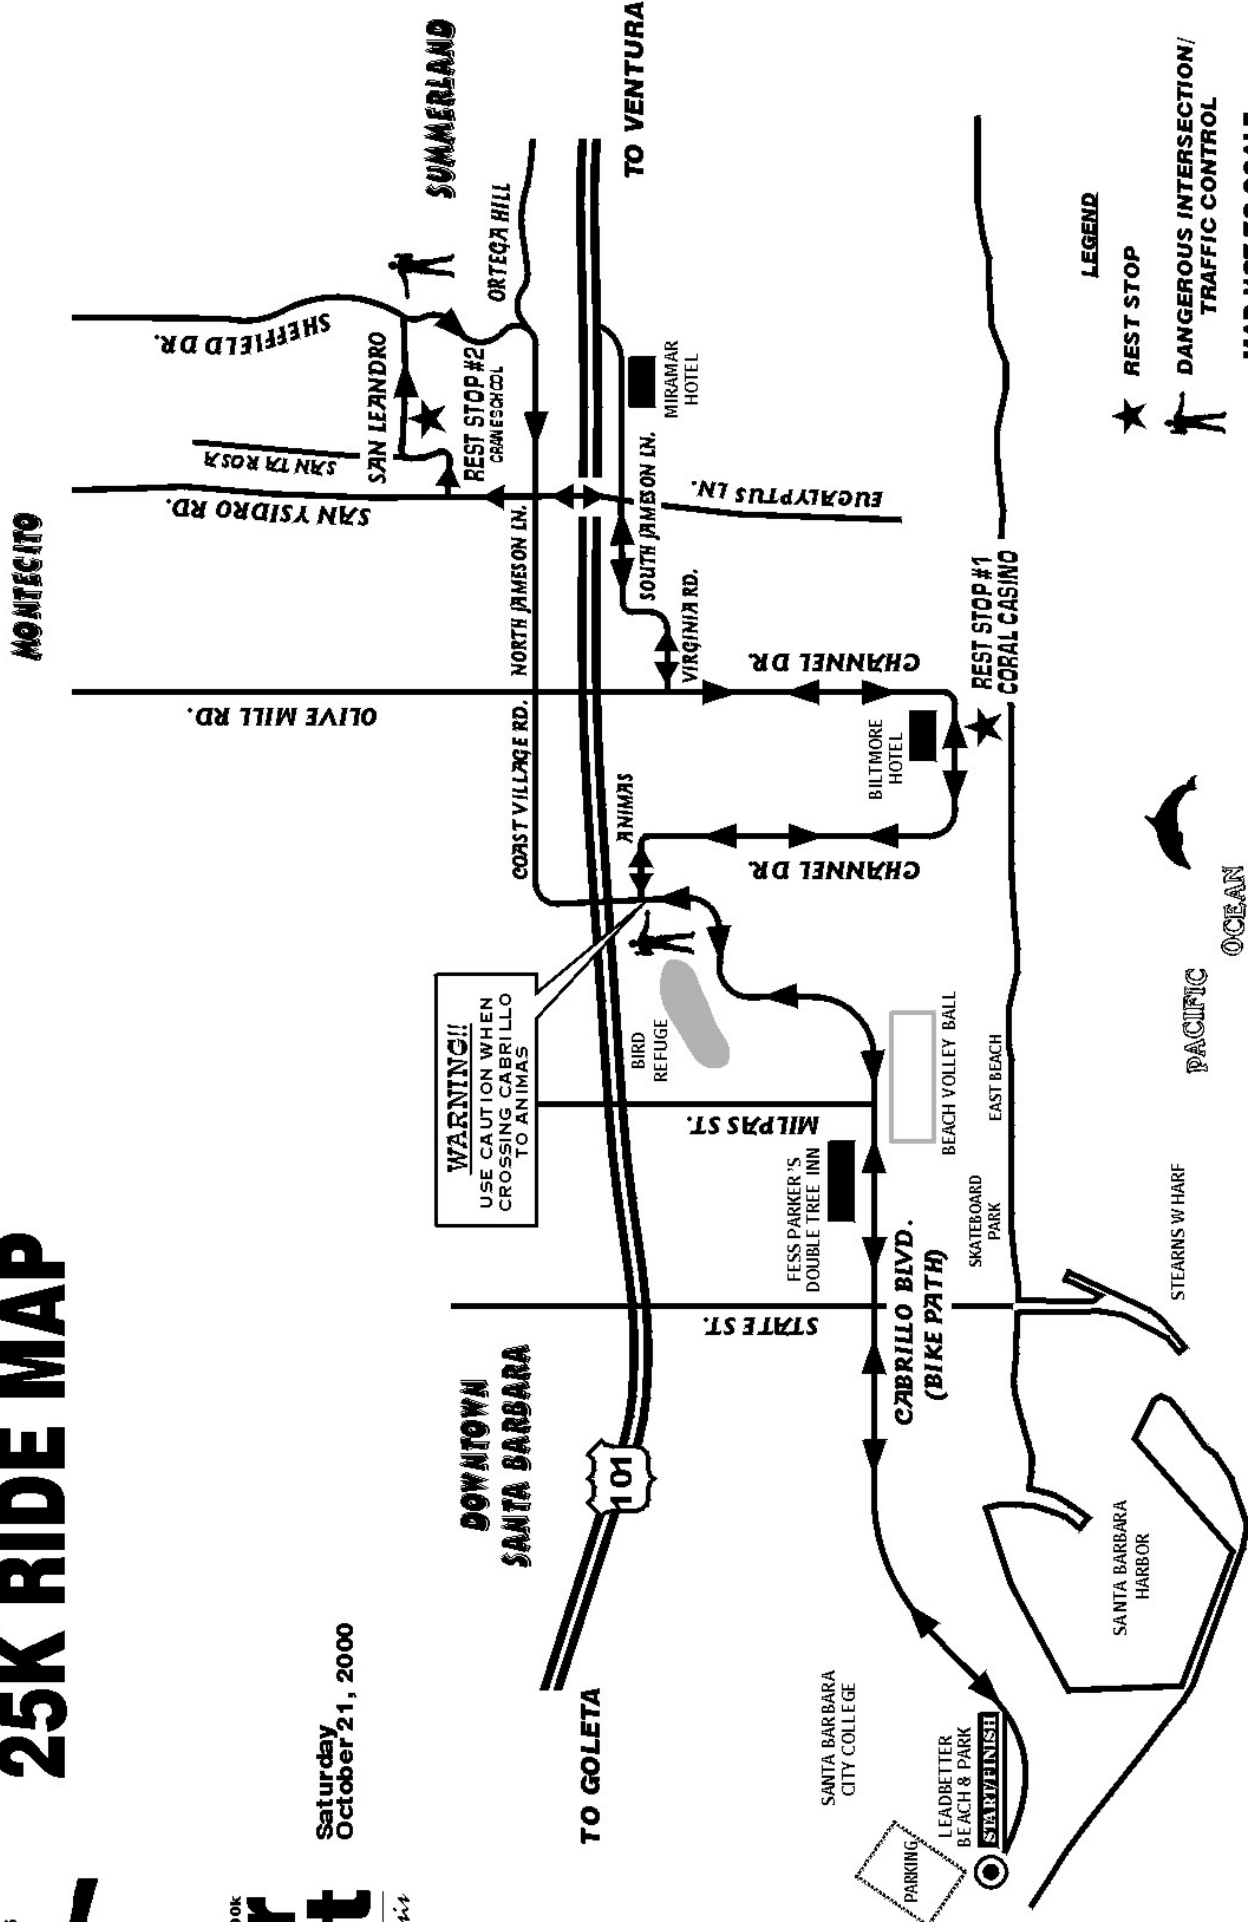 25K RIDE MAP
Saturday
October 21, 2000
MONTECITO
SUMMERLAND
DOWNTOWN
SANTA BARBARA
TO GOLETA
101
TO VENTURA
SHEFFIELD DR.
SAN LEANDRO
SANTA ROSA
SAN YSIDRO RD.
REST STOP #2
CRANE SCHOOL
ORTEGA HILL
OLIVE MILL RD.
COAST VILLAGE RD.
NORTH JAMESON LN.
SOUTH JAMESON LN.
MIRAMAR
HOTEL
EUCALYPTUS LN.
VIRGINIA RD.
ANIMAS
CHANNEL DR.
CHANNEL DR.
BILTMORE
HOTEL
REST STOP #1
CORAL CASINO
WARNING!!
USE CAUTION WHEN
CROSSING CABRILLO
TO ANIMAS
BIRD
REFUGE
MILPAS ST.
STATE ST.
FESS PARKER'S
DOUBLE TREE INN
CABRILLO BLVD.
(BIKE PATH)
BEACH VOLLEY BALL
EAST BEACH
SKATEBOARD
PARK
STEARNS WHARF
SANTA BARBARA
HARBOR
SANTA BARBARA
CITY COLLEGE
LEADBETTER
BEACH & PARK
START/FINISH
PARKING
PACIFIC
OCEAN
LEGEND
REST STOP
DANGEROUS INTERSECTION/
TRAFFIC CONTROL